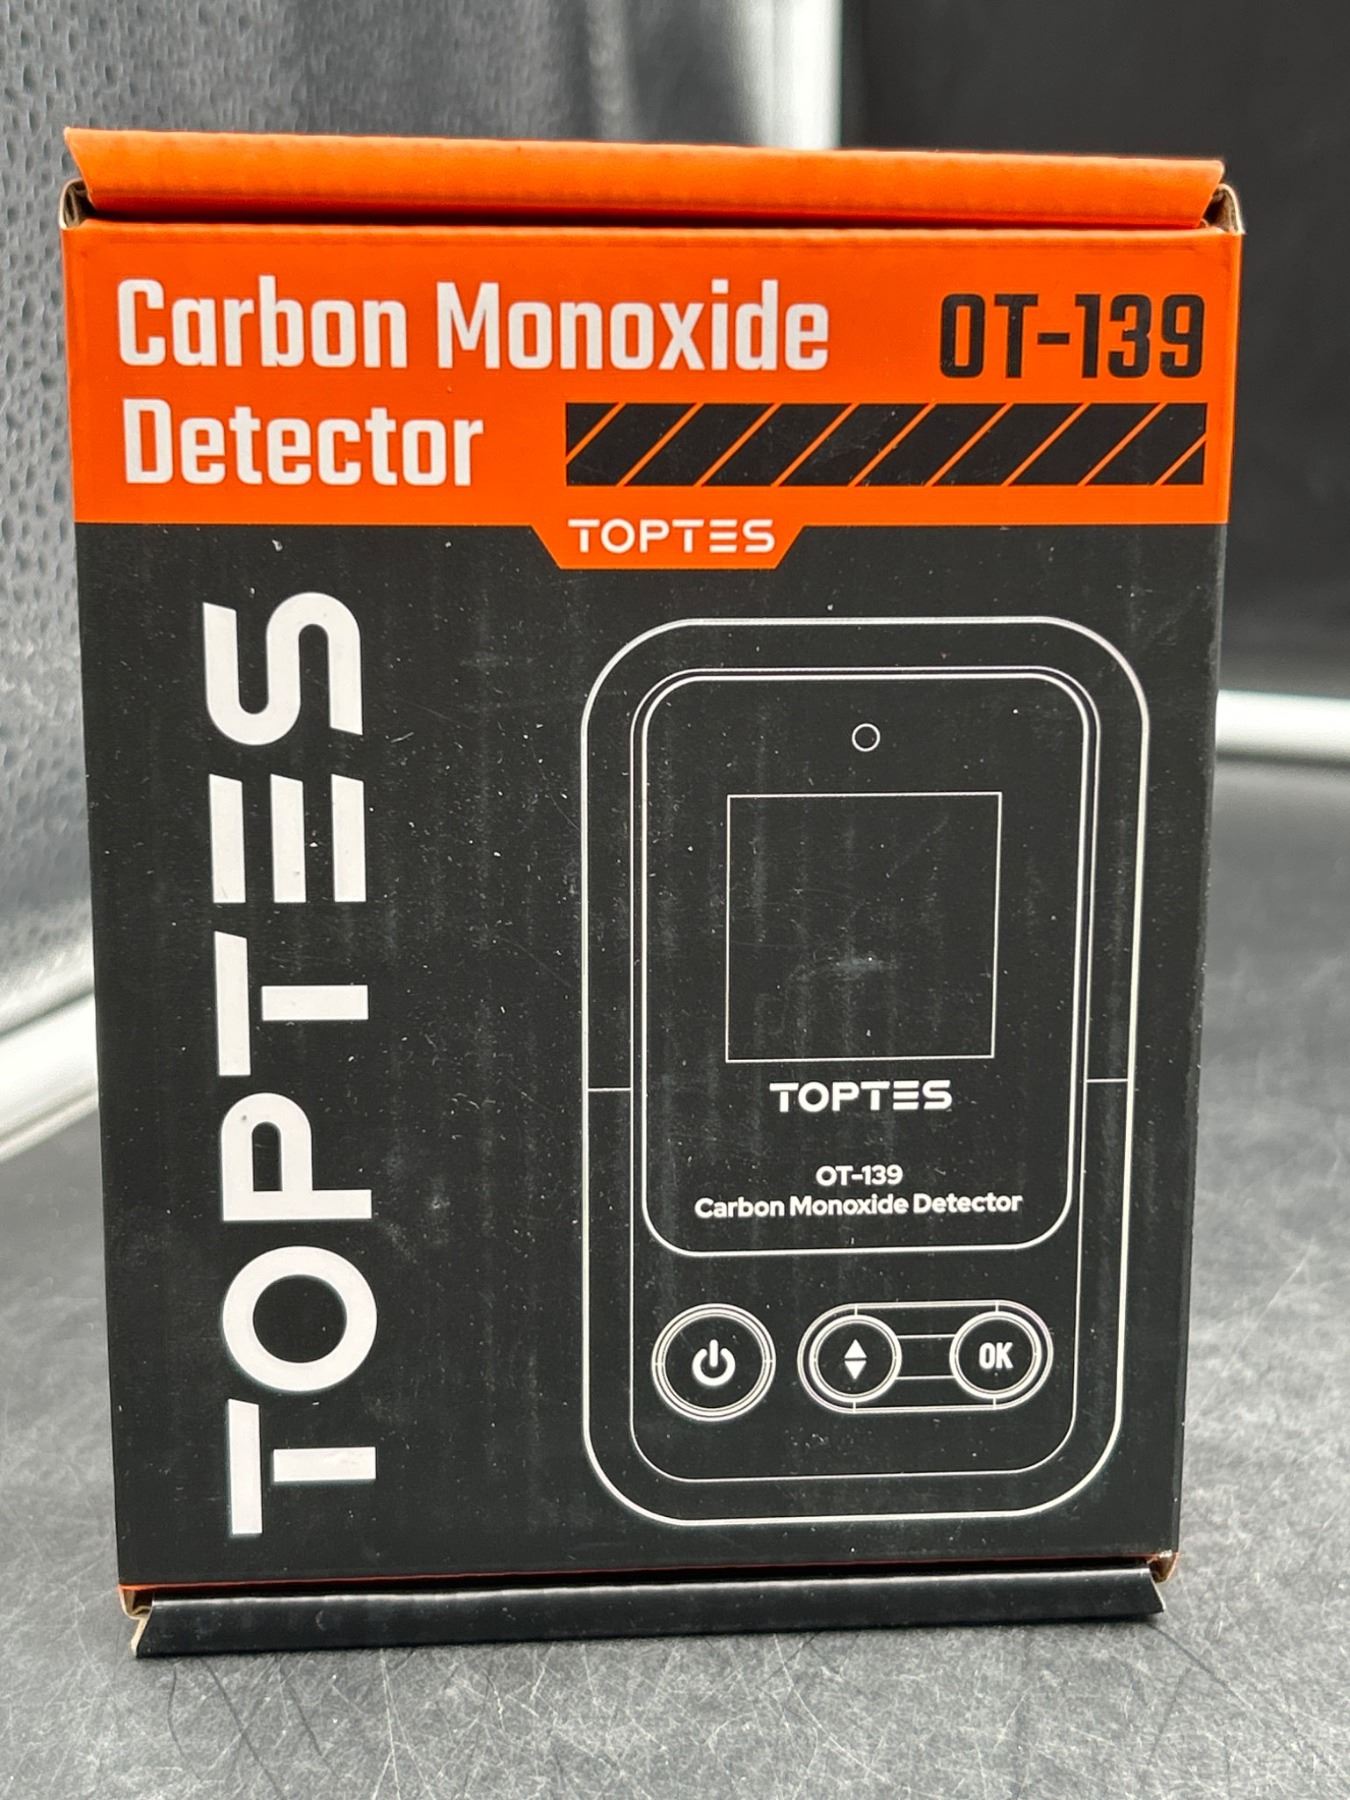 Carbon Monoxide
Detector
OT-139
TOPTES
TOPTES
TOPTES
OT-139
Carbon Monoxide Detector
OK